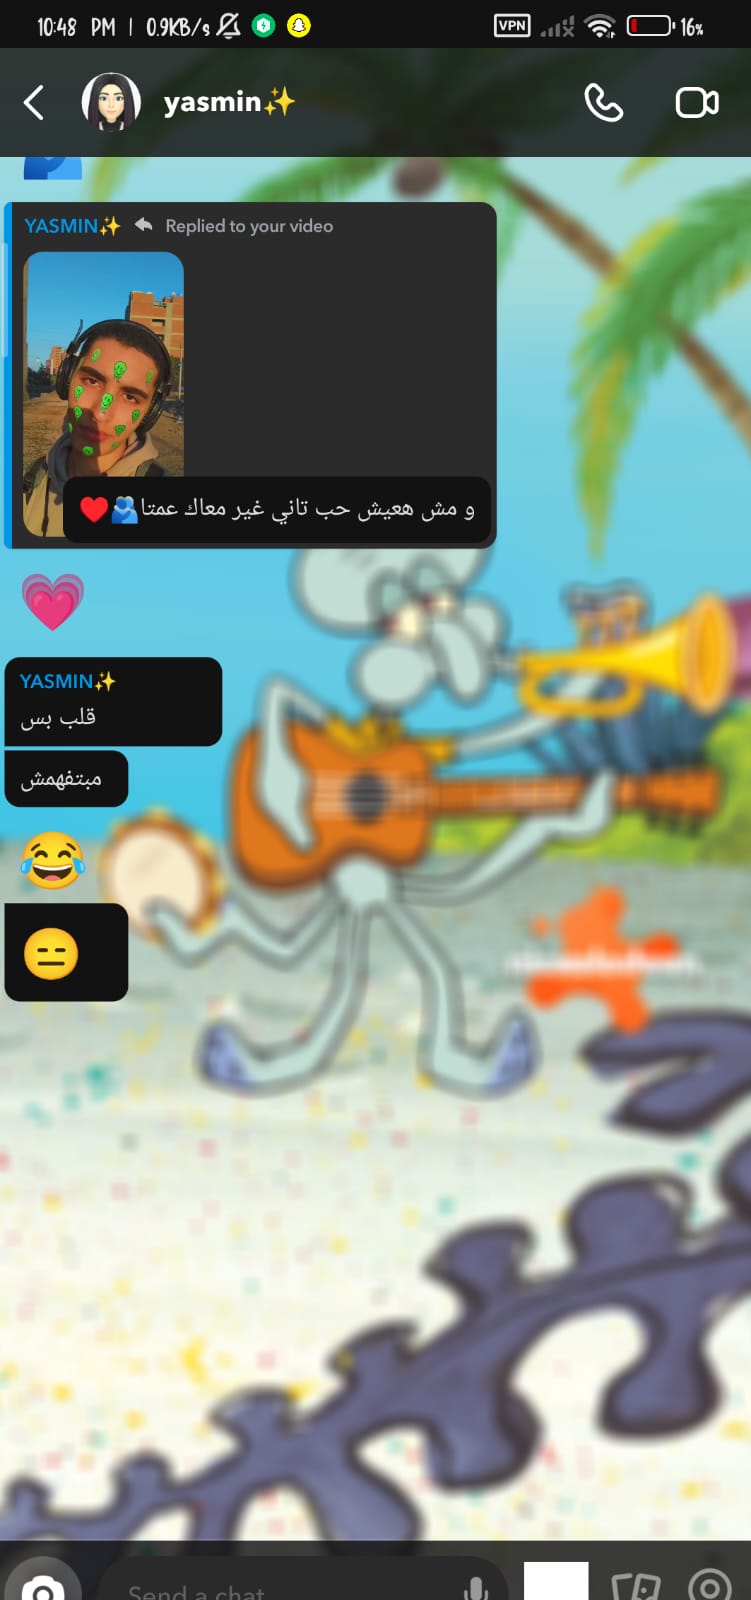 10:48 PM | 0.9KB/s VPN 16%
yasmin✨
YASMIN✨ Replied to your video
و مش هعيش حب تاني غير معاك عمتا🫂♥️
💗
YASMIN✨
قلب بس
مبتفهمش
😂
😑
Send a chat